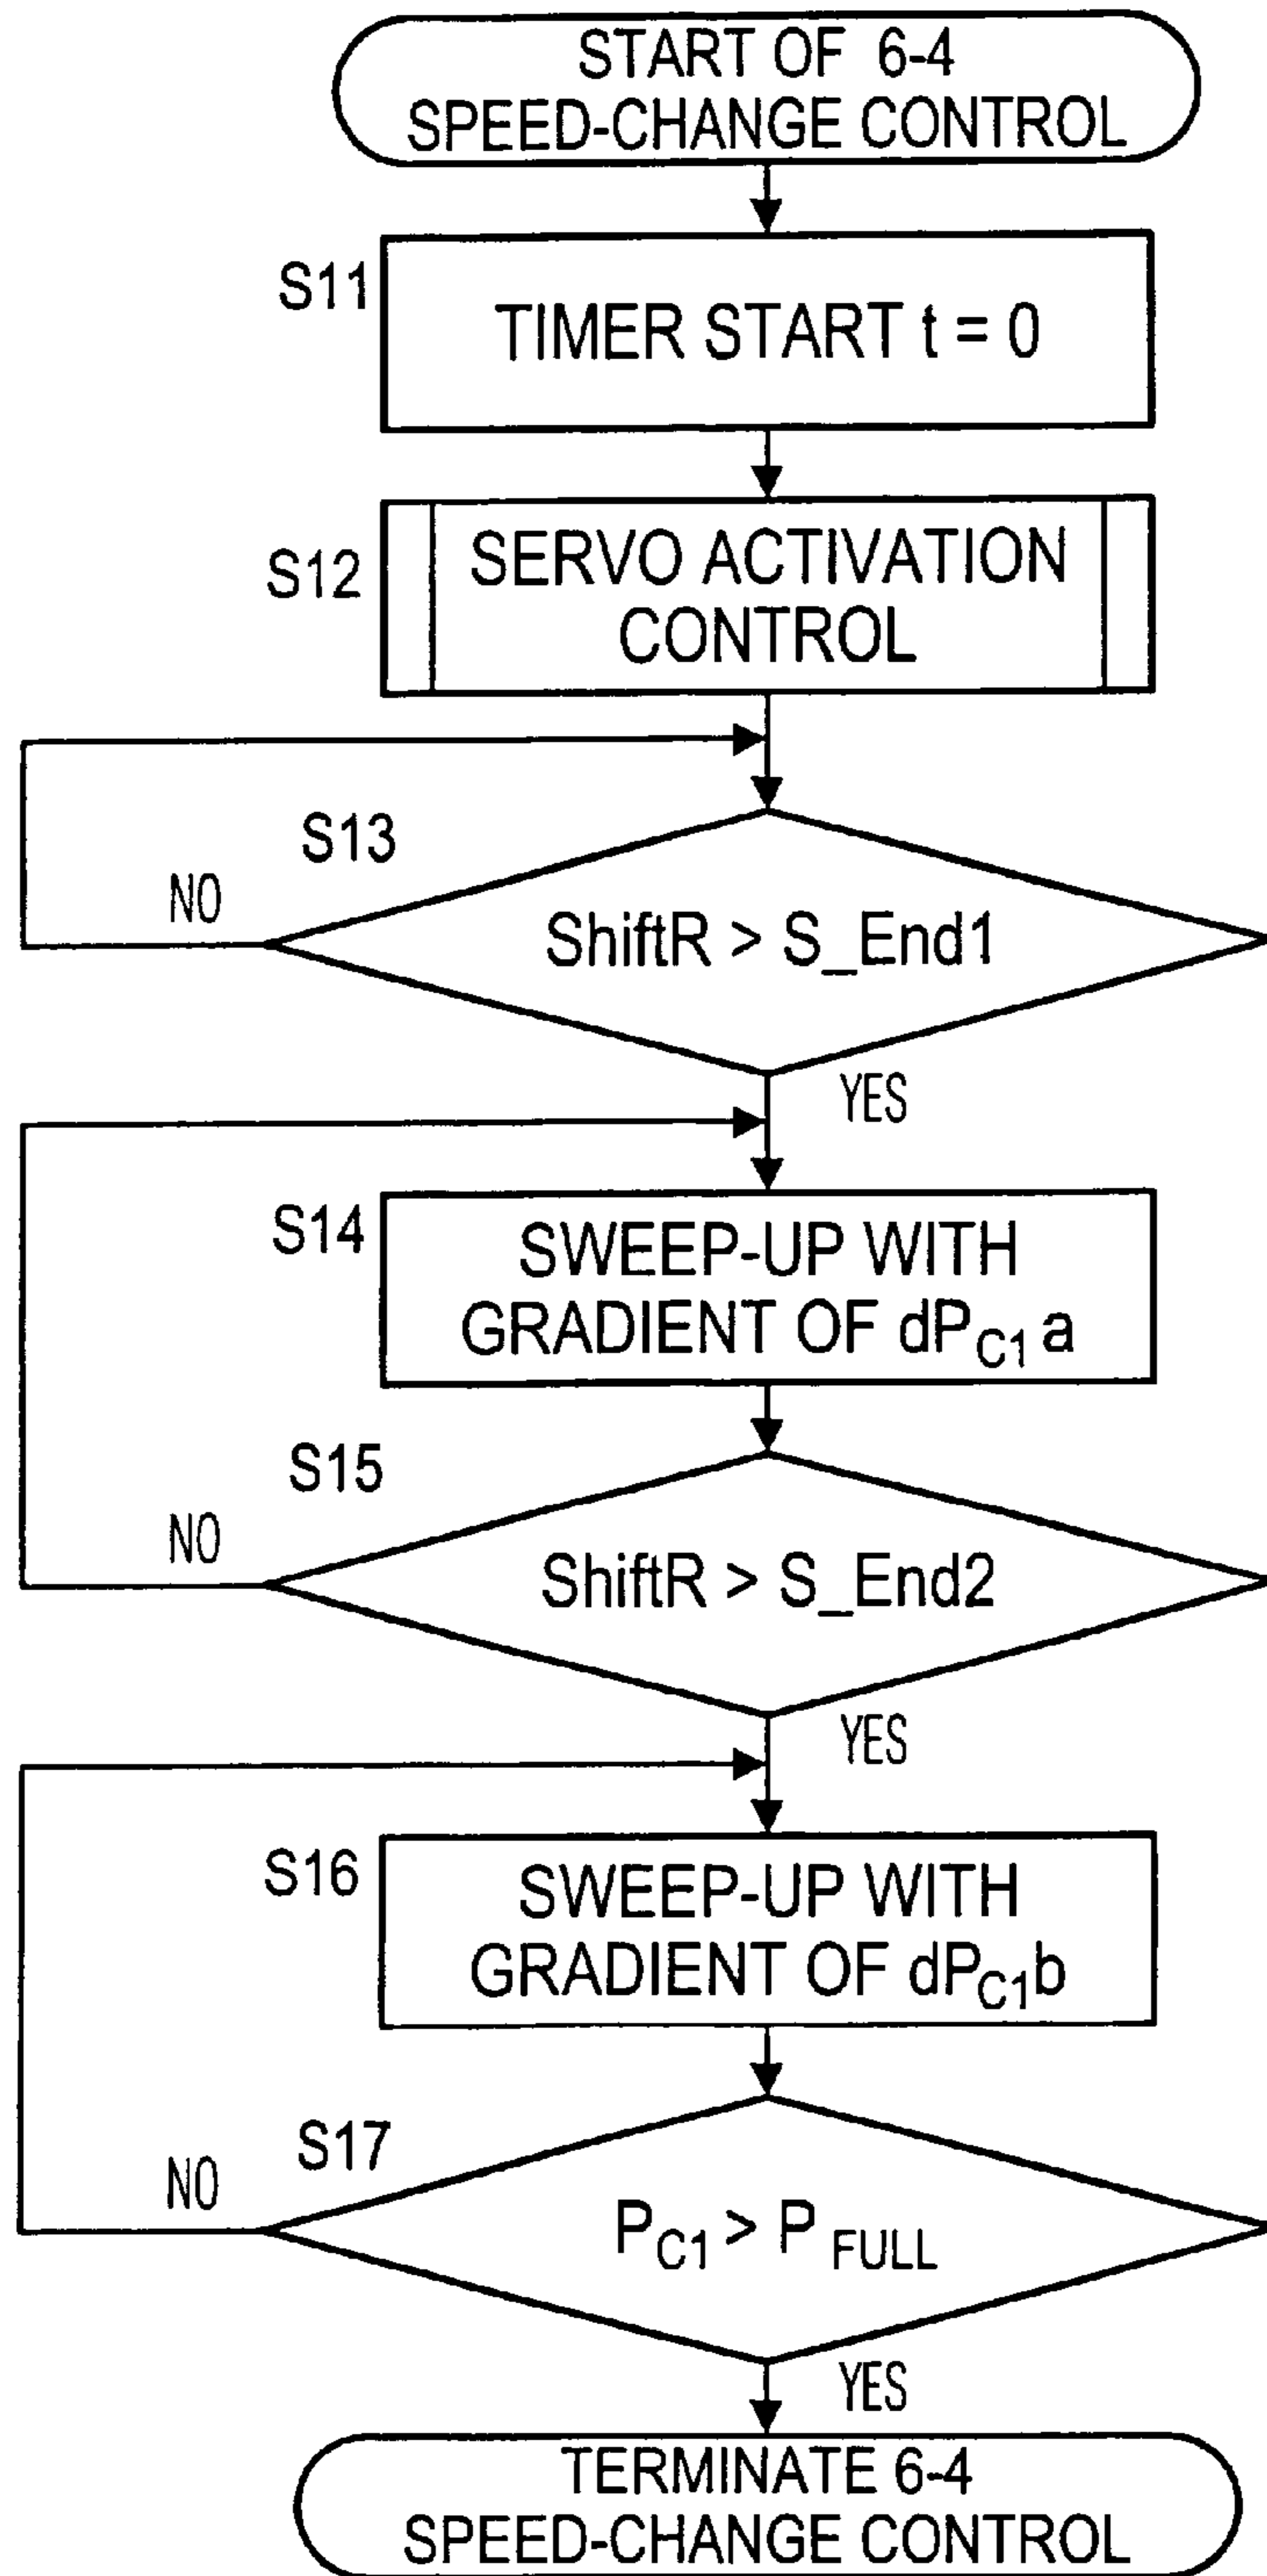 START OF 6-4
SPEED-CHANGE CONTROL
S11
TIMER START t = 0
S12
SERVO ACTIVATION
CONTROL
S13
NO
ShiftR > S_End1
YES
S14
SWEEP-UP WITH
GRADIENT OF dPC1 a
S15
NO
ShiftR > S_End2
YES
S16
SWEEP-UP WITH
GRADIENT OF dPC1b
S17
NO
PC1 > P FULL
YES
TERMINATE 6-4
SPEED-CHANGE CONTROL